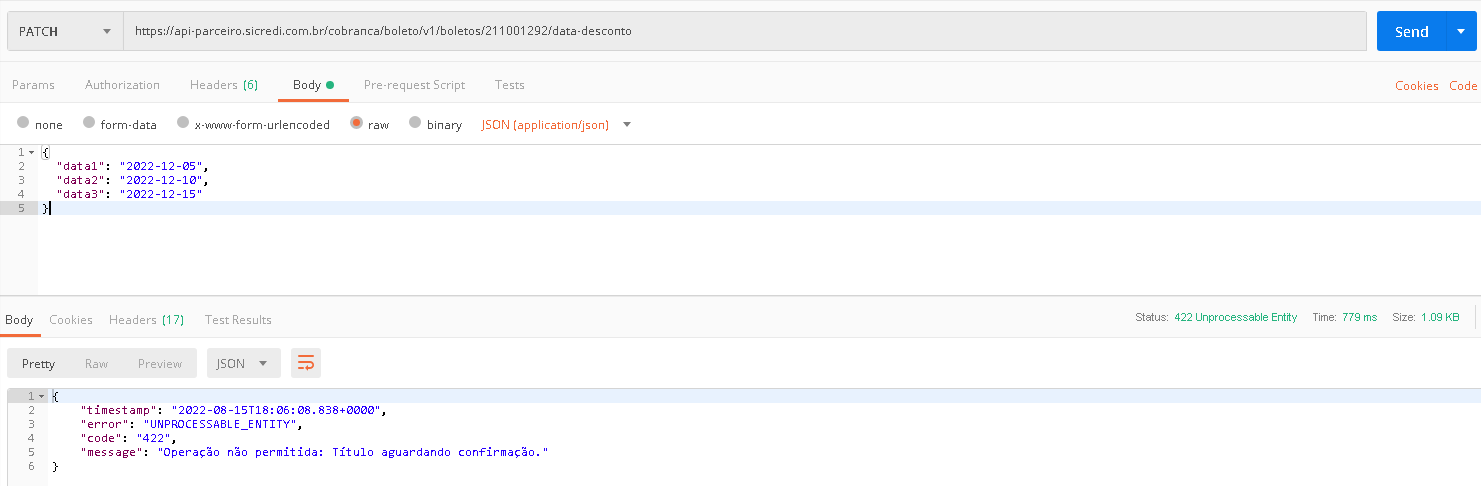 PATCH https://api-parceiro.sicredi.com.br/cobranca/boleto/v1/boletos/211001292/data-desconto Send
Params Authorization Headers (6) Body Pre-request Script Tests Cookies Code
none form-data x-www-form-urlencoded raw binary JSON (application/json)
1 {
2 "data1": "2022-12-05",
3 "data2": "2022-12-10",
4 "data3": "2022-12-15"
5 }
Body Cookies Headers (17) Test Results Status: 422 Unprocessable Entity Time: 779 ms Size: 1.09 KB
Pretty Raw Preview JSON
1 {
2 "timestamp": "2022-08-15T18:06:08.838+0000",
3 "error": "UNPROCESSABLE_ENTITY",
4 "code": "422",
5 "message": "Operação não permitida: Título aguardando confirmação."
6 }